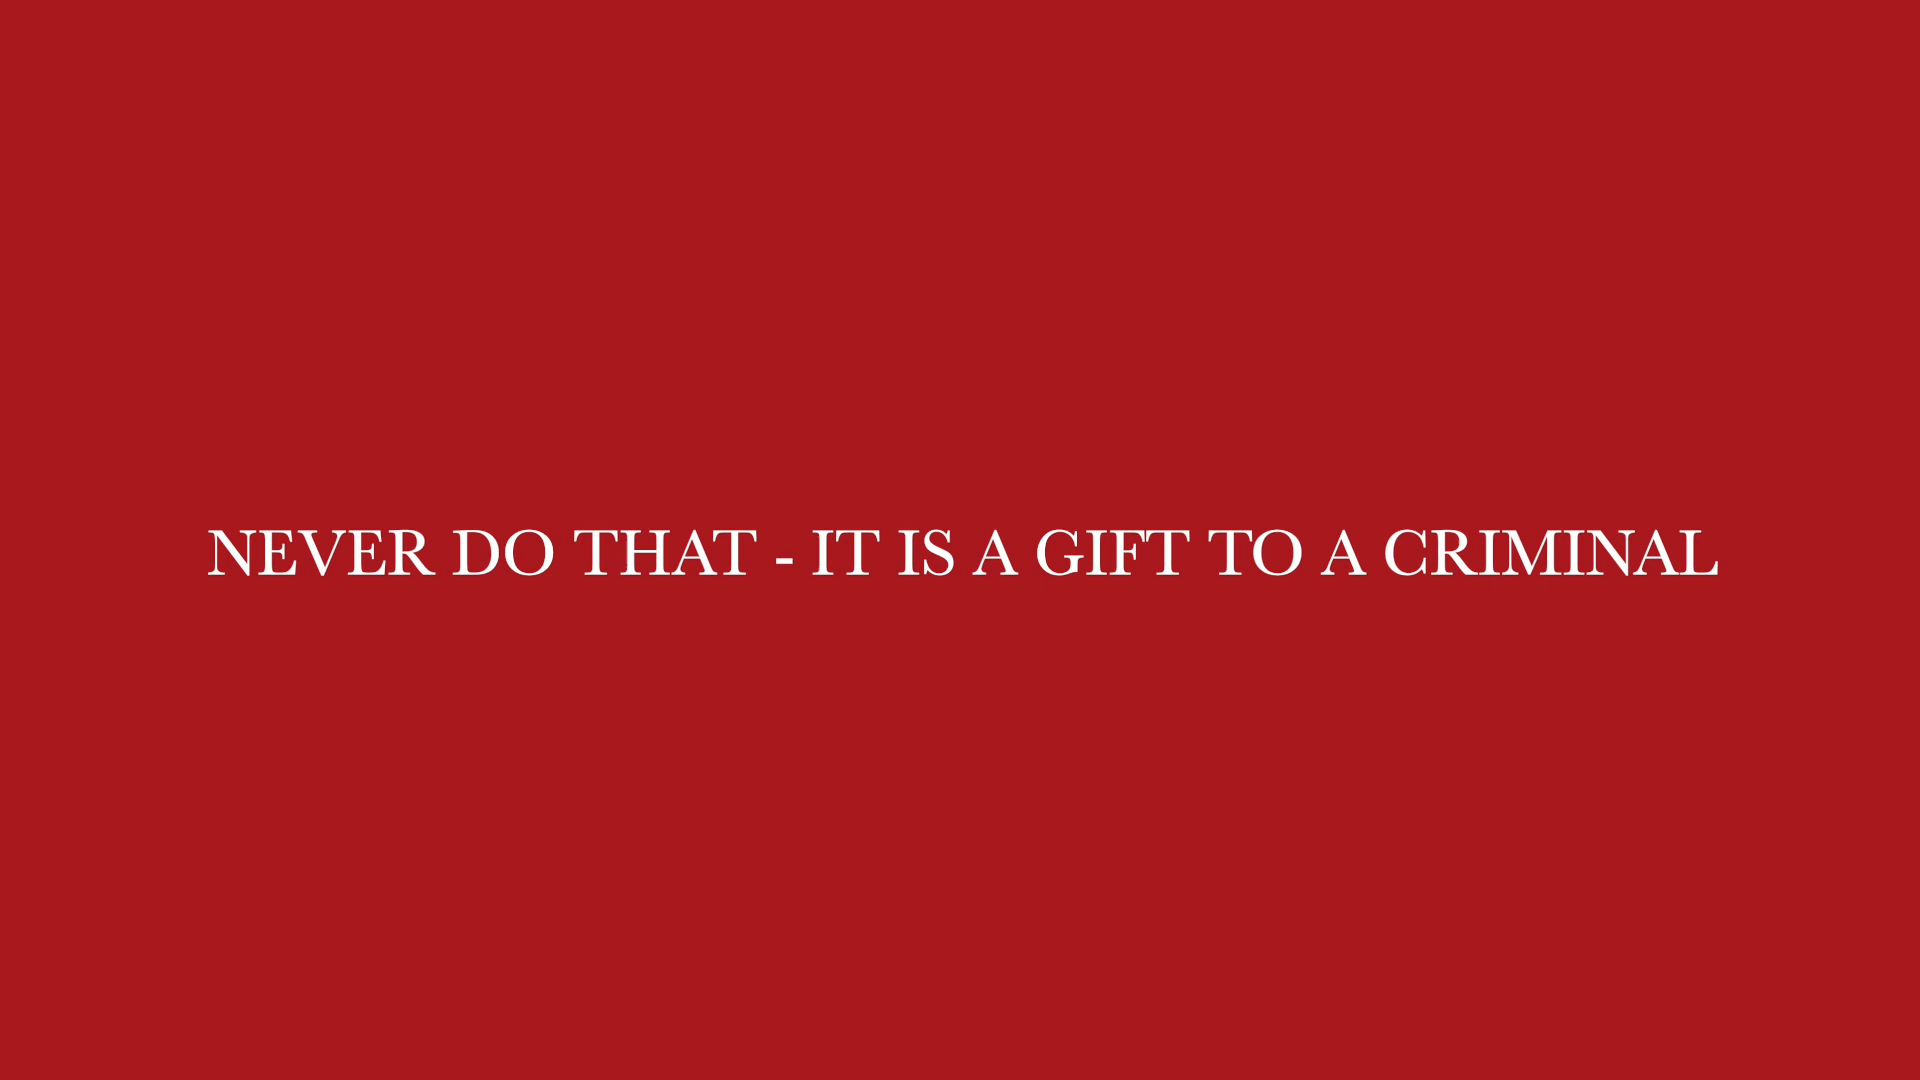 NEVER DO THAT - IT IS A GIFT TO A CRIMINAL